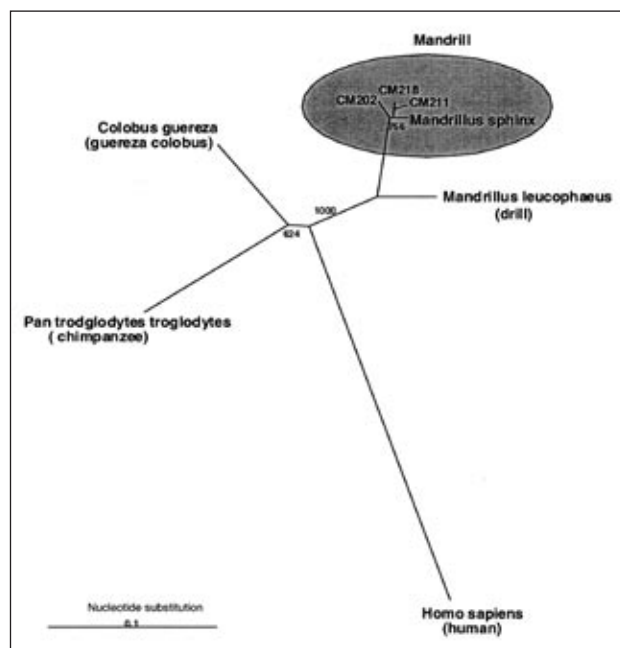 Mandrill
CM218
CM202
CM211
Mandrillus sphinx
756
Colobus guereza
(guereza colobus)
Mandrillus leucophaeus
(drill)
1000
624
Pan trodglodytes troglodytes
( chimpanzee)
Nucleotide substitution
0.1
Homo sapiens
(human)